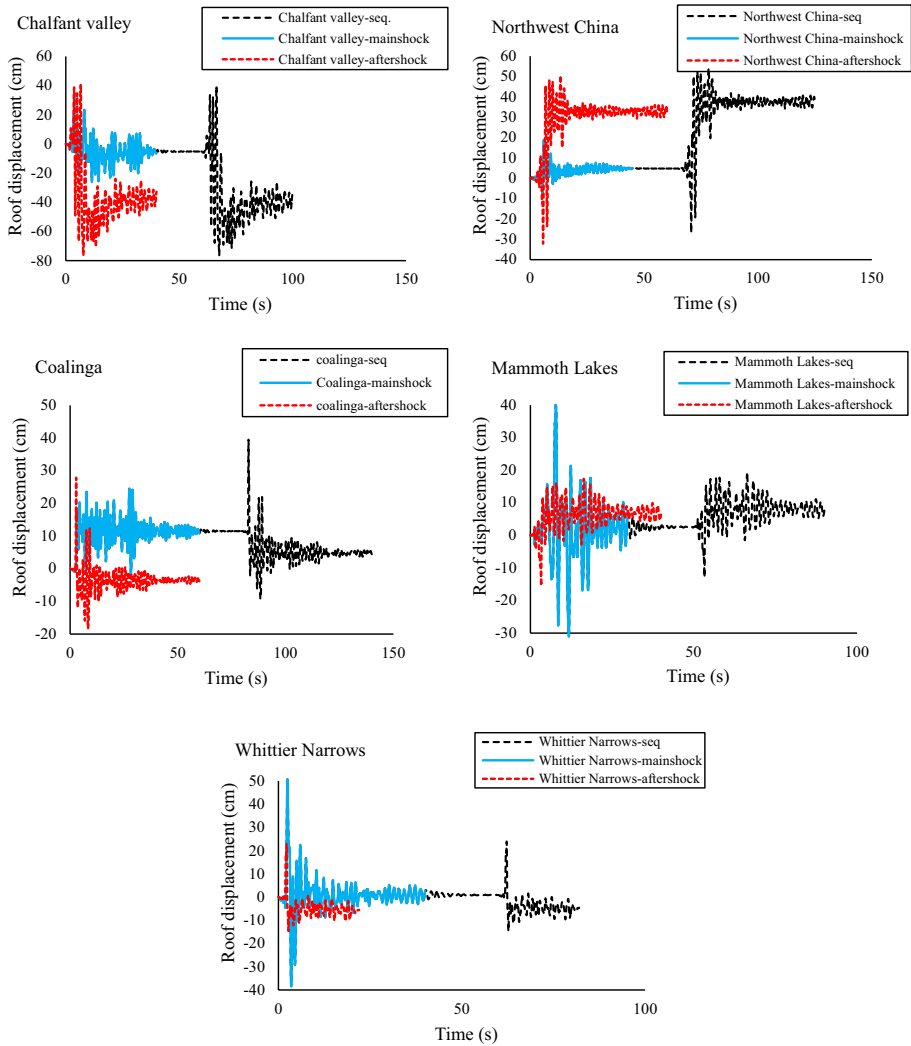 Chalfant valley
Chalfant valley-seq.
Chalfant valley-mainshock
Chalfant valley-aftershock
Roof displacement (cm)
60
40
20
0
-20
-40
-60
-80
0
50
100
150
Time (s)
Northwest China
Northwest China-seq
Northwest China-mainshock
Northwest China-aftershock
Roof displacement (cm)
60
50
40
30
20
10
0
-10
-20
-30
-40
0
50
100
150
Time (s)
Coalinga
coalinga-seq
Coalinga-mainshock
coalinga-aftershock
Roof displacement (cm)
50
40
30
20
10
0
-10
-20
0
50
100
150
Time (s)
Mammoth Lakes
Mammoth Lakes-seq
Mammoth Lakes-mainshock
Mammoth Lakes-aftershock
Roof displacement (cm)
40
30
20
10
0
-10
-20
-30
0
50
100
Time (s)
Whittier Narrows
Whittier Narrows-seq
Whittier Narrows-mainshock
Whittier Narrows-aftershock
Roof displacement (cm)
50
40
30
20
10
0
-10
-20
-30
-40
0
50
100
Time (s)